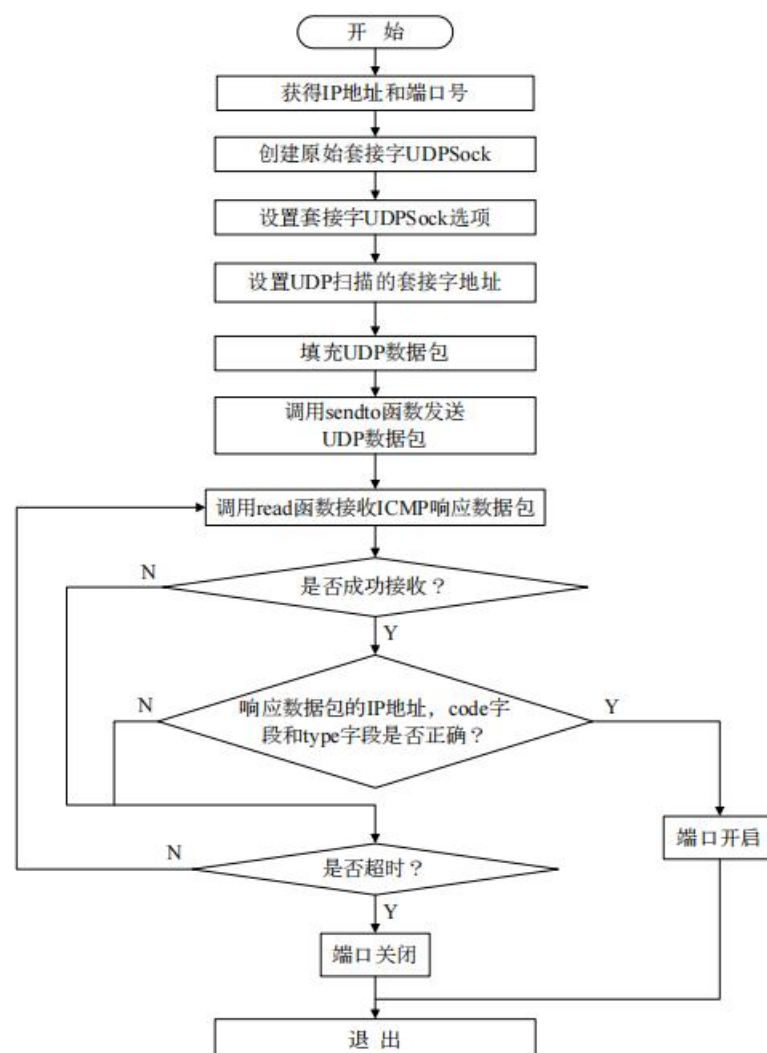 开 始
获得IP地址和端口号
创建原始套接字UDPSock
设置套接字UDPSock选项
设置UDP扫描的套接字地址
填充UDP数据包
调用sendto函数发送
UDP数据包
调用read函数接收ICMP响应数据包
N
是否成功接收？
Y
N
响应数据包的IP地址，code字
段和type字段是否正确？
Y
端口开启
N
是否超时？
Y
端口关闭
退 出